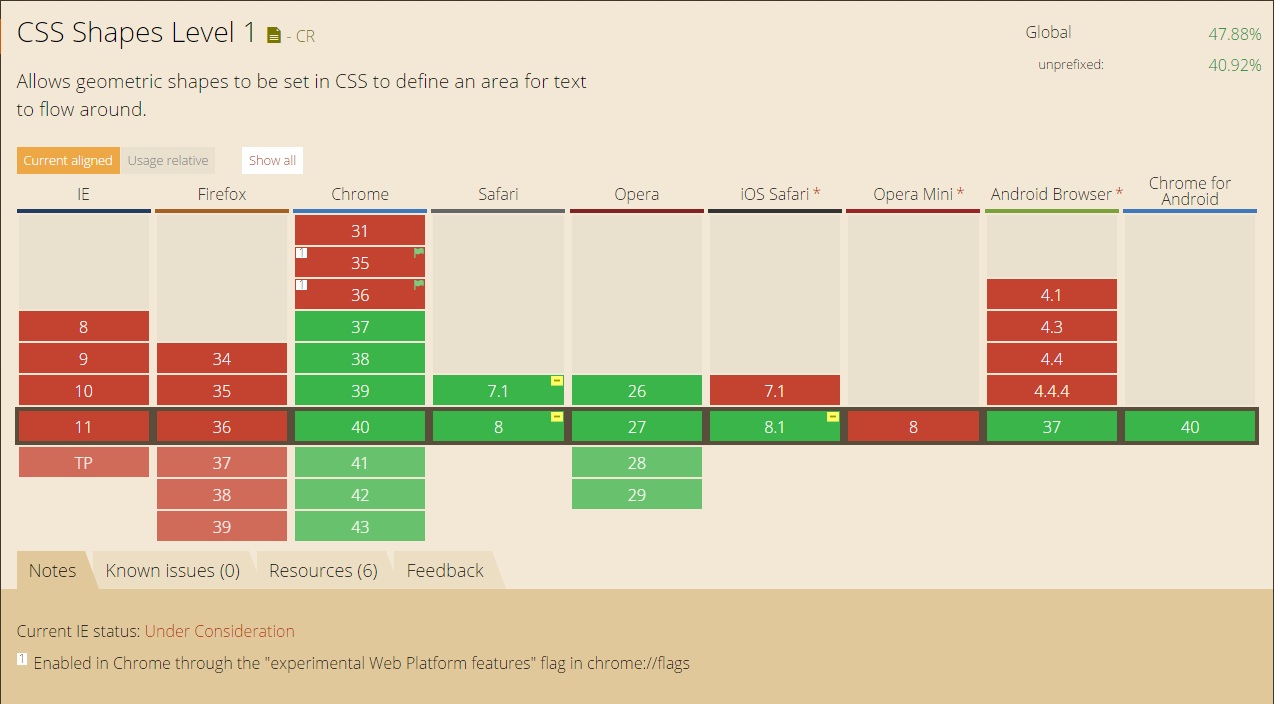 CSS Shapes Level 1 - CR
Global 47.88%
unprefixed: 40.92%
Allows geometric shapes to be set in CSS to define an area for text
to flow around.
Current aligned Usage relative Show all
IE Firefox Chrome Safari Opera iOS Safari * Opera Mini * Android Browser * Chrome for Android
31
1 35
1 36 4.1
8 37 4.3
9 34 38 4.4
10 35 39 7.1 26 7.1 4.4.4
11 36 40 8 27 8.1 8 37 40
TP 37 41 28
38 42 29
39 43
Notes Known issues (0) Resources (6) Feedback
Current IE status: Under Consideration
1 Enabled in Chrome through the "experimental Web Platform features" flag in chrome://flags